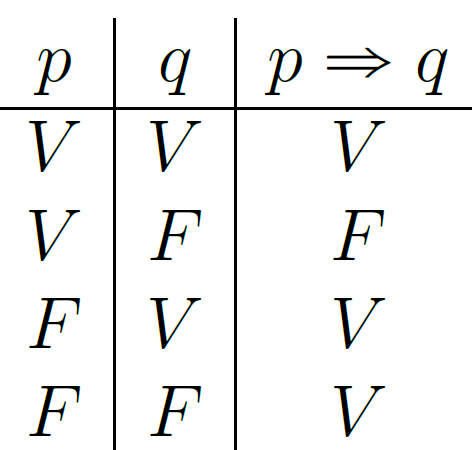 p q p ⇒ q
V V V
V F F
F V V
F F V